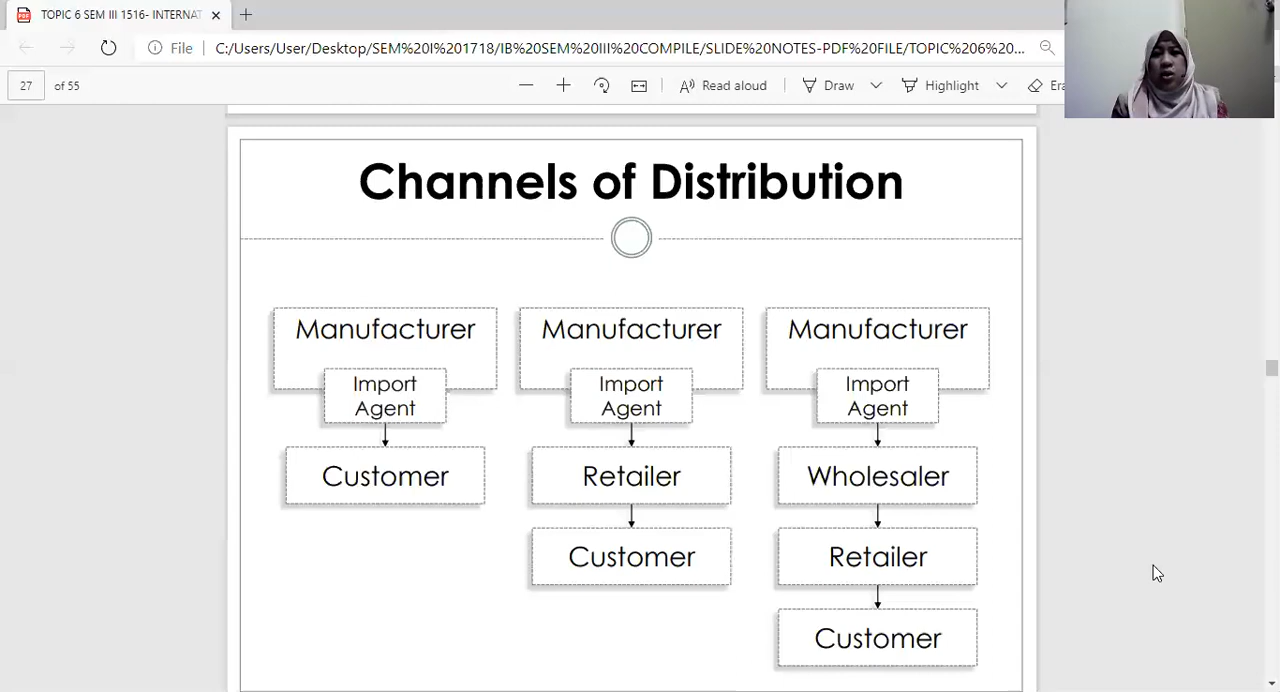 TOPIC 6 SEM III 1516- INTERNAT
File
C:/Users/User/Desktop/SEM%20I%201718/IB%20SEM%20III%20COMPILE/SLIDE%20NOTES-PDF%20FILE/TOPIC%206%20...
27 of 55
Read aloud
Draw
Highlight
Era
Channels of Distribution
Manufacturer
Import
Agent
Customer
Manufacturer
Import
Agent
Retailer
Customer
Manufacturer
Import
Agent
Wholesaler
Retailer
Customer